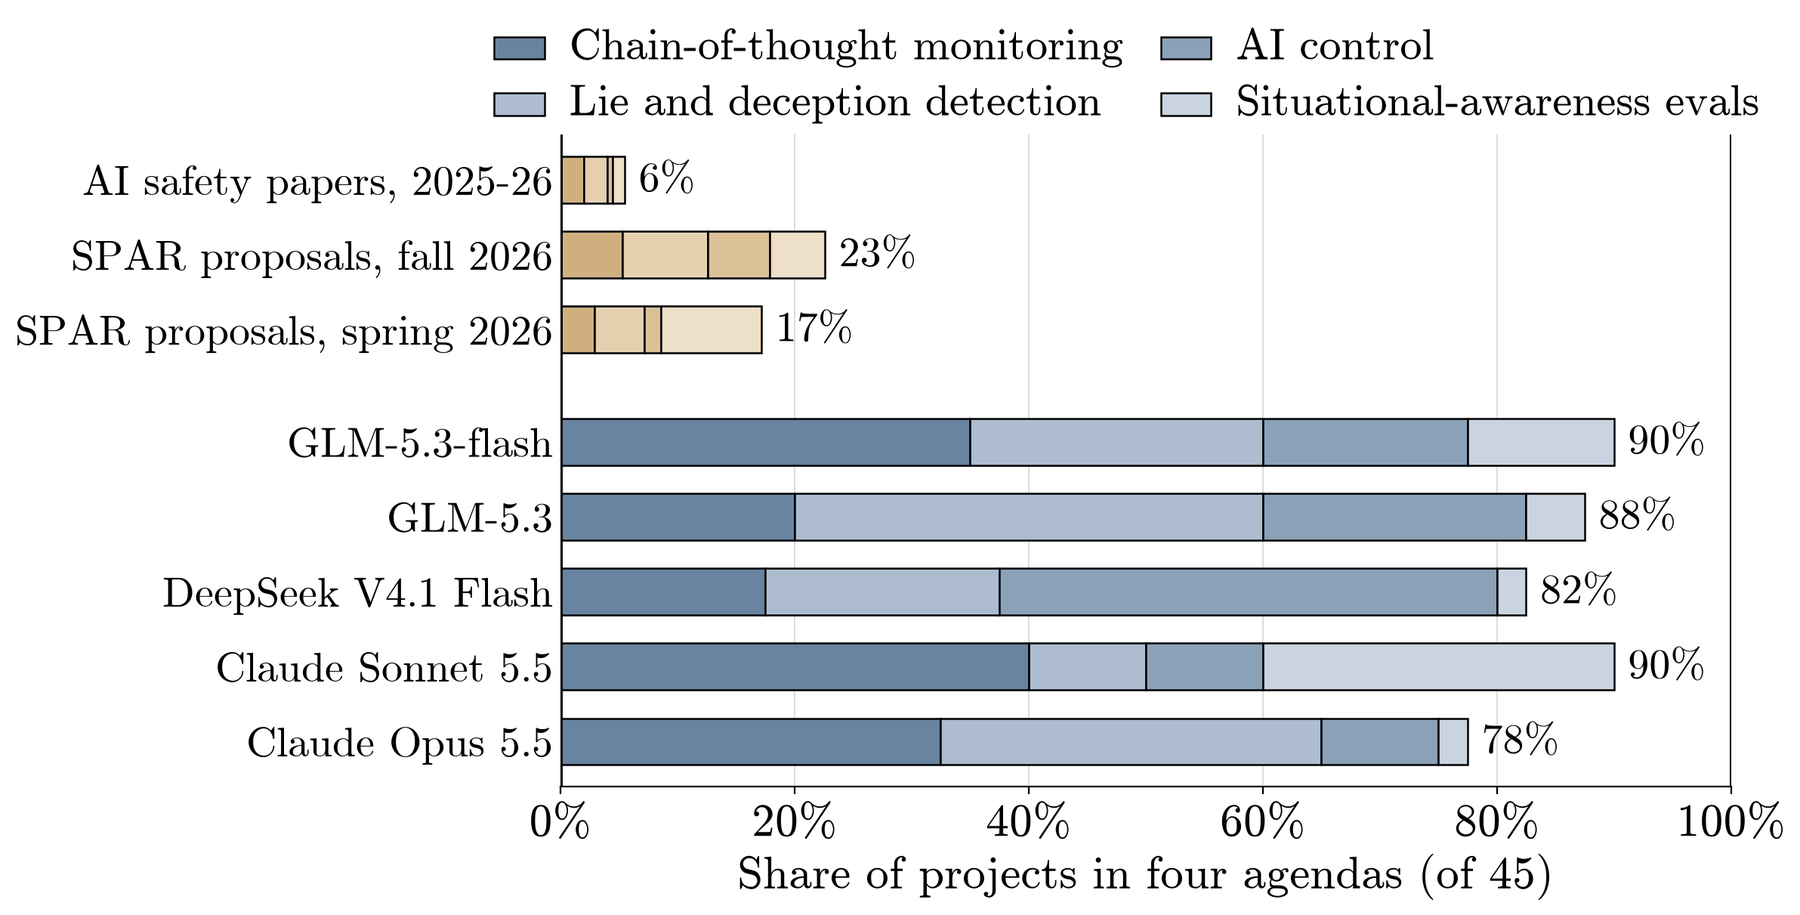 Chain-of-thought monitoring
AI control
Lie and deception detection
Situational-awareness evals
AI safety papers, 2025-26
6%
SPAR proposals, fall 2026
23%
SPAR proposals, spring 2026
17%
GLM-5.3-flash
90%
GLM-5.3
88%
DeepSeek V4.1 Flash
82%
Claude Sonnet 5.5
90%
Claude Opus 5.5
78%
0% 20% 40% 60% 80% 100%
Share of projects in four agendas (of 45)